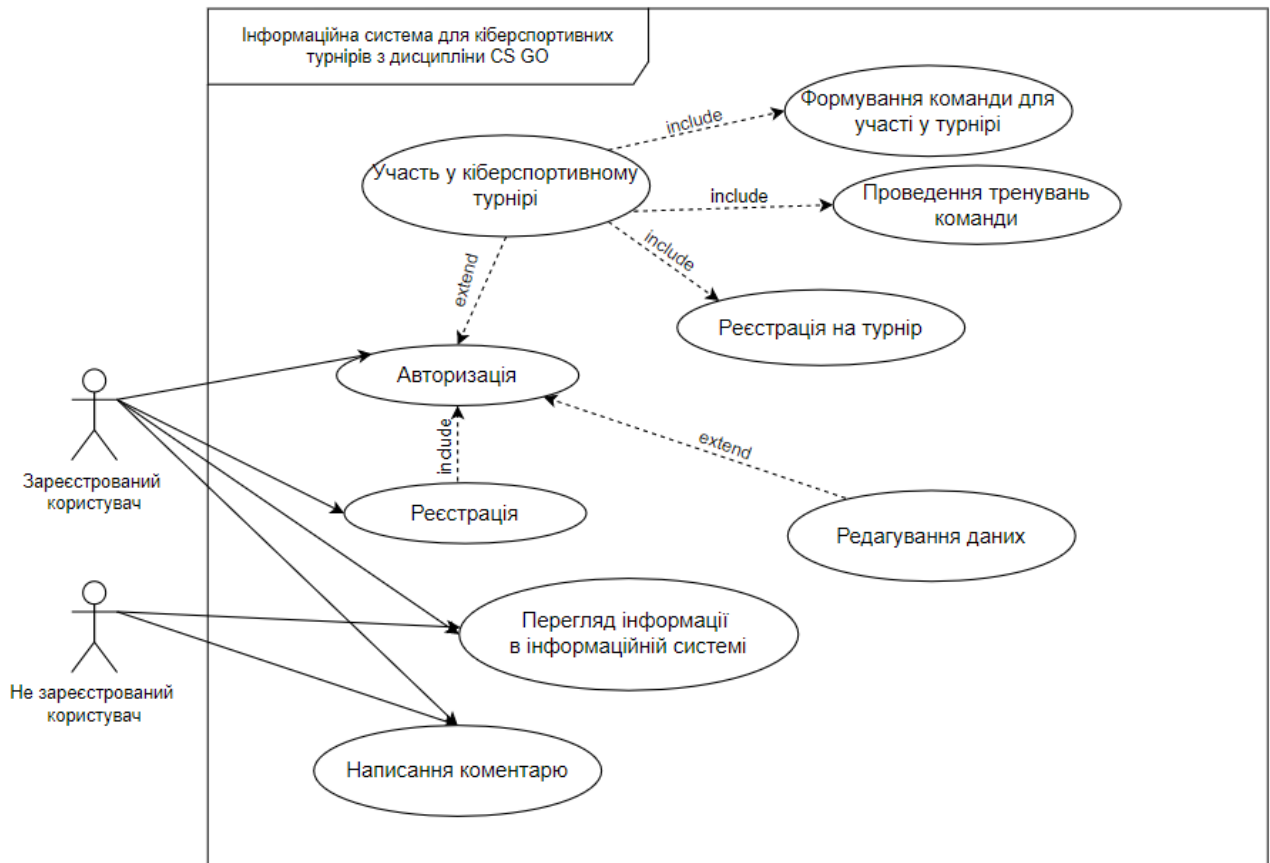 Інформаційна система для кіберспортивних
турнірів з дисципліни CS GO
Формування команди для
участі у турнірі
include
Участь у кіберспортивному
турнірі
include
Проведення тренувань
команди
include
extend
Реєстрація на турнір
Авторизація
include
extend
Зареєстрований
користувач
Реєстрація
Редагування даних
Перегляд інформації
в інформаційній системі
Не зареєстрований
користувач
Написання коментарю